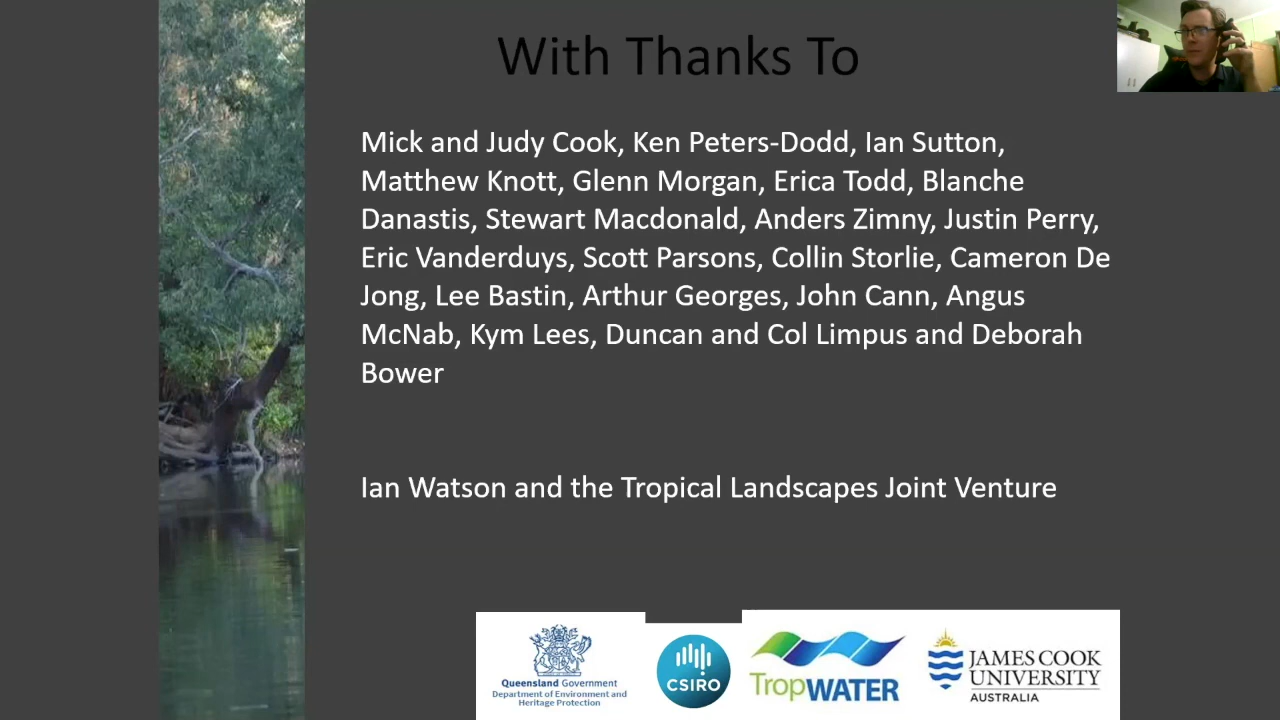 With Thanks To
Mick and Judy Cook, Ken Peters-Dodd, Ian Sutton,
Matthew Knott, Glenn Morgan, Erica Todd, Blanche
Danastis, Stewart Macdonald, Anders Zimny, Justin Perry,
Eric Vanderduys, Scott Parsons, Collin Storlie, Cameron De
Jong, Lee Bastin, Arthur Georges, John Cann, Angus
McNab, Kym Lees, Duncan and Col Limpus and Deborah
Bower
Ian Watson and the Tropical Landscapes Joint Venture
Queensland Government
Department of Environment and
Heritage Protection
CSIRO
TropWATER
JAMES COOK
UNIVERSITY
AUSTRALIA